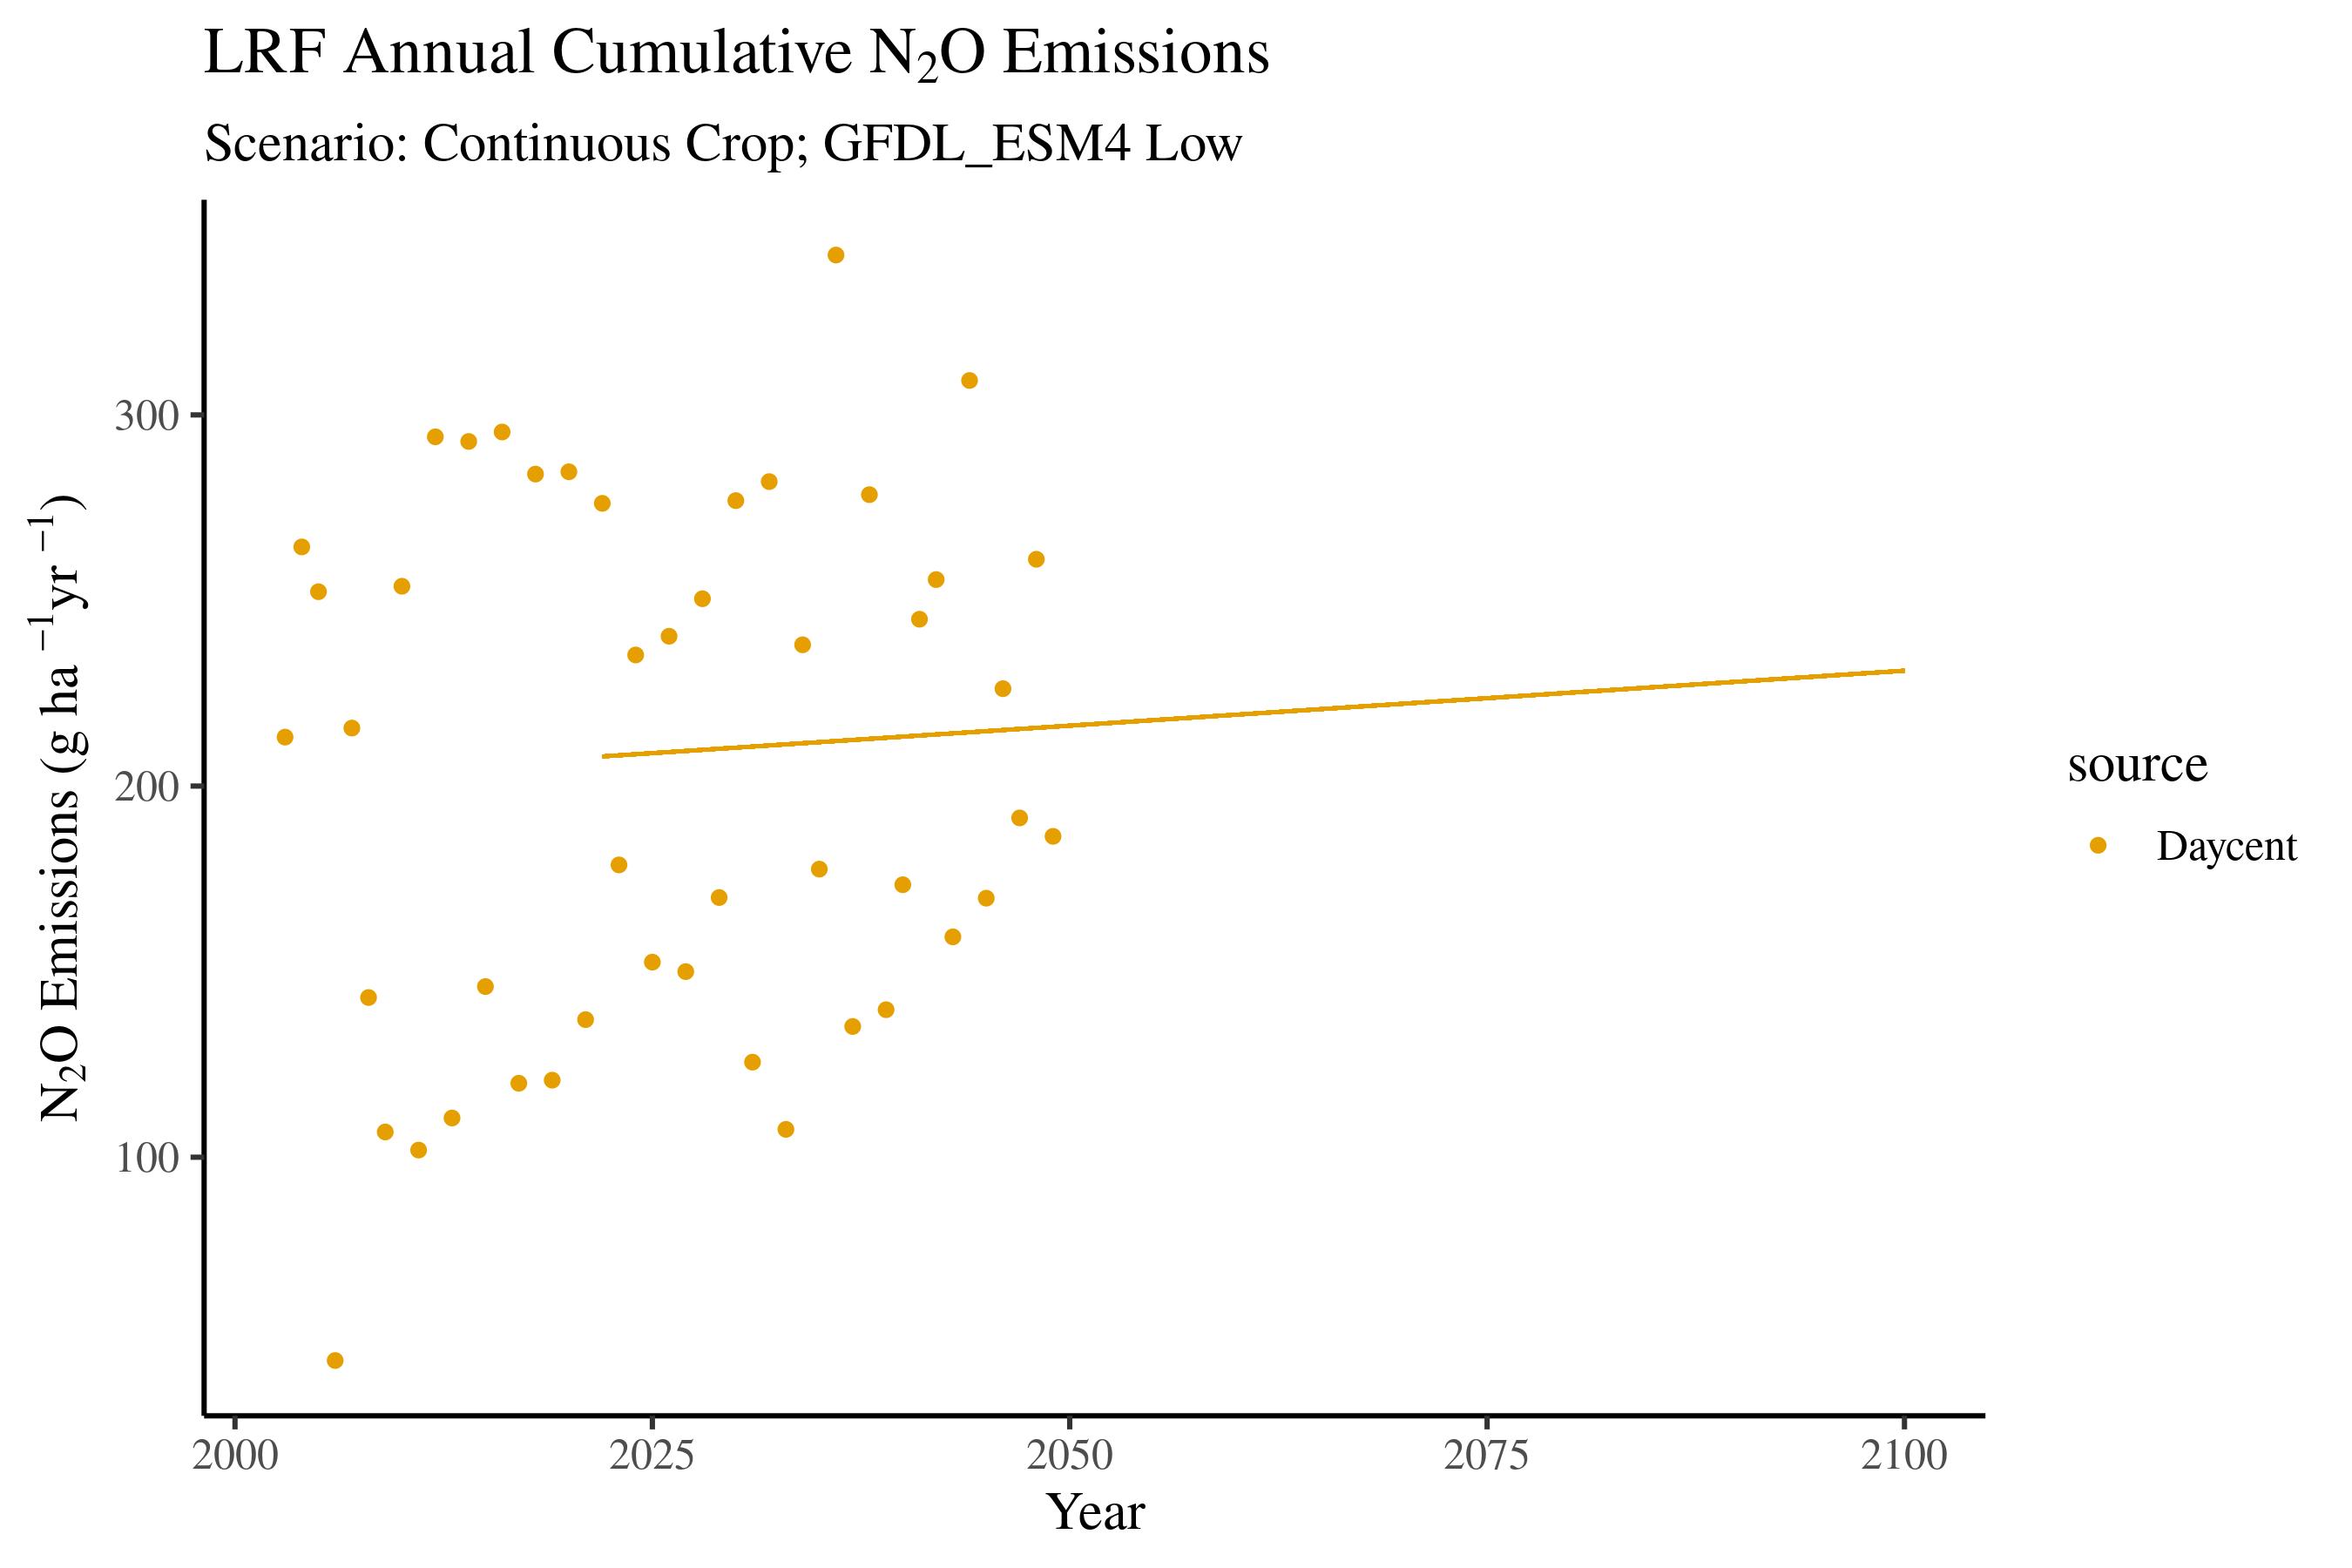 LRF Annual Cumulative N₂O Emissions
Scenario: Continuous Crop; GFDL_ESM4 Low
N₂O Emissions (g ha⁻¹yr⁻¹)
300
200
100
2000 2025 2050 2075 2100
Year
source
Daycent